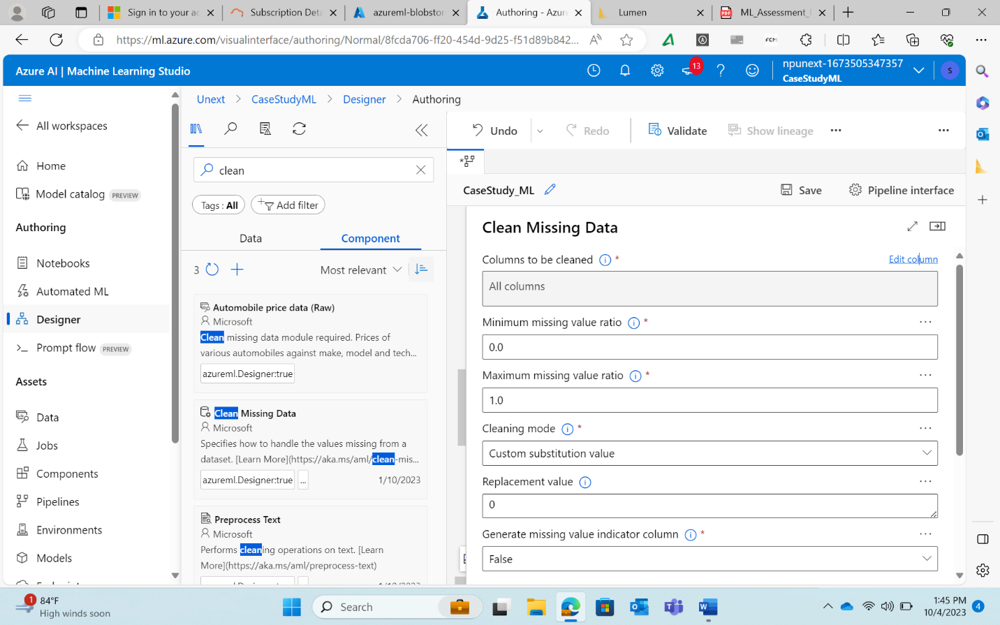 Sign in to your ac
Subscription Deta
azureml-blobstor
Authoring - Azur
Lumen
ML_Assessment_
https://ml.azure.com/visualinterface/authoring/Normal/8fcda706-ff20-454d-9d25-f51d89b842...
Azure AI | Machine Learning Studio
13
npunext-1673505347357
CaseStudyML
S
All workspaces
Home
Model catalog PREVIEW
Authoring
Notebooks
Automated ML
Designer
Prompt flow PREVIEW
Assets
Data
Jobs
Components
Pipelines
Environments
Models
Unext > CaseStudyML > Designer > Authoring
clean
Tags : All
Add filter
Data
Component
3
Most relevant
Automobile price data (Raw)
Microsoft
Clean missing data module required. Prices of
various automobiles against make, model and tech...
azureml.Designer:true
Clean Missing Data
Microsoft
Specifies how to handle the values missing from a
dataset. [Learn More](https://aka.ms/aml/clean-mis...
azureml.Designer:true
...
1/10/2023
Preprocess Text
Microsoft
Performs cleaning operations on text. [Learn
More](https://aka.ms/aml/preprocess-text)
Undo
Redo
Validate
Show lineage
CaseStudy_ML
Save
Pipeline interface
Clean Missing Data
Columns to be cleaned *
Edit column
All columns
Minimum missing value ratio *
0.0
Maximum missing value ratio *
1.0
Cleaning mode *
Custom substitution value
Replacement value
0
Generate missing value indicator column *
False
1
84°F
High winds soon
Search
1:45 PM
10/4/2023
4